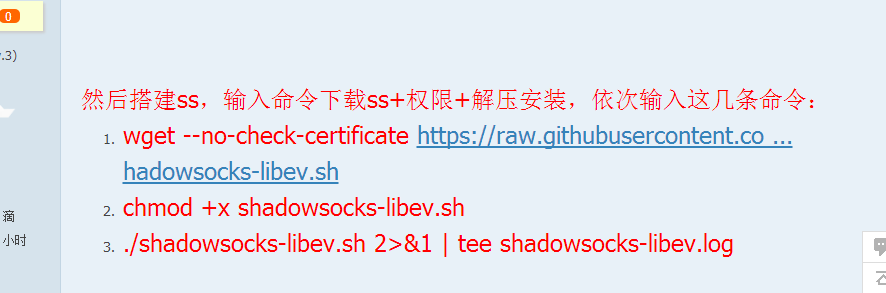 0
.3)
然后搭建ss，输入命令下载ss+权限+解压安装，依次输入这几条命令：
1. wget --no-check-certificate https://raw.githubusercontent.co ...
hadowsocks-libev.sh
2. chmod +x shadowsocks-libev.sh
滴
3. ./shadowsocks-libev.sh 2>&1 | tee shadowsocks-libev.log
小时